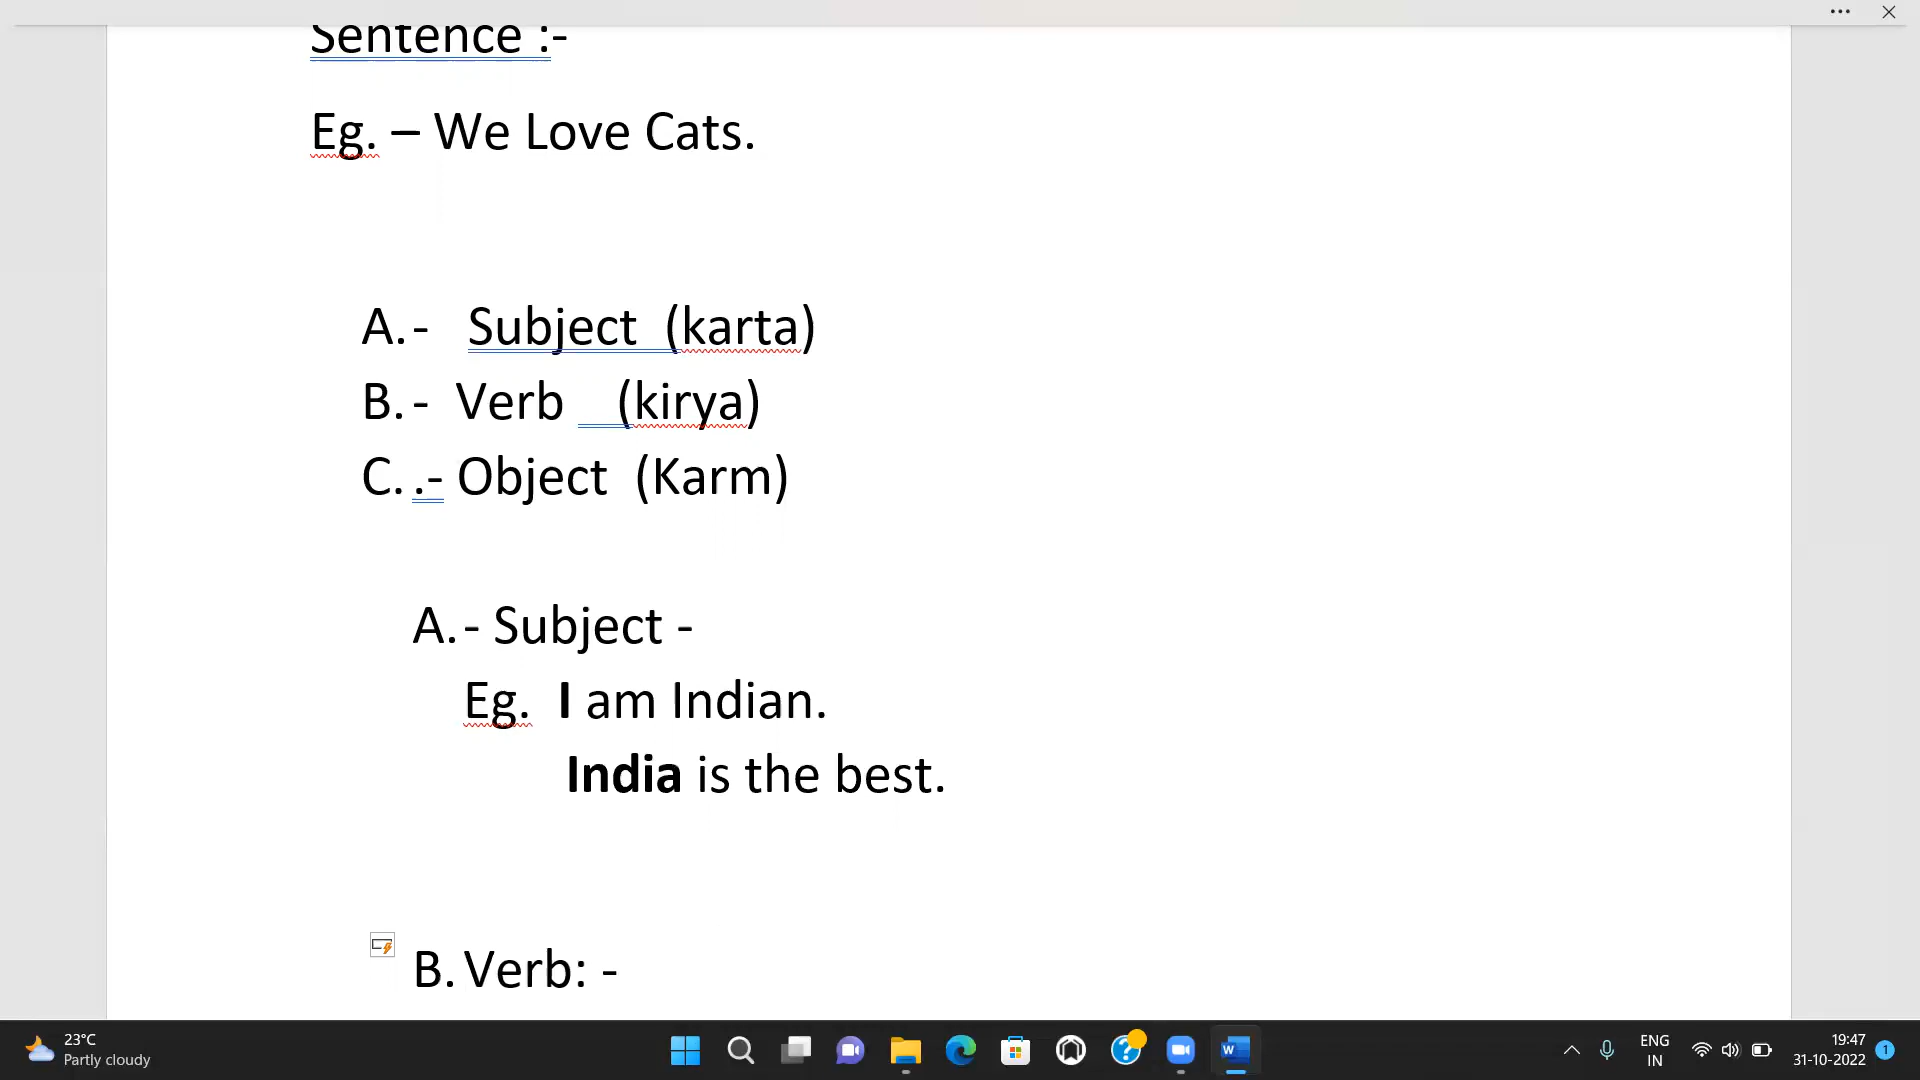 Sentence :-
Eg. – We Love Cats.
A.- Subject (karta)
B.- Verb (kirya)
C. .- Object (Karm)
A.- Subject -
Eg. I am Indian.
India is the best.
B. Verb: -
23°C
Partly cloudy
ENG
IN
19:47
31-10-2022
1